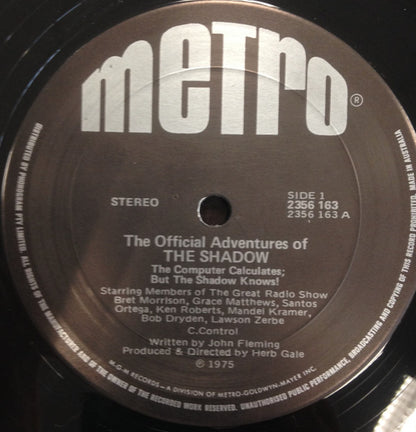 metro®
STEREO
SIDE 1
2356 163
2356 163 A
The Official Adventures of
THE SHADOW
The Computer Calculates;
But The Shadow Knows!
Starring Members of The Great Radio Show
Bret Morrison, Grace Matthews, Santos
Ortega, Ken Roberts, Mandel Kramer,
Bob Dryden, Lawson Zerbe
C.Control
Written by John Fleming
Produced & Directed by Herb Gale
℗ 1975
M-G-M RECORDS – A DIVISION OF METRO-GOLDWYN-MAYER INC.
DISTRIBUTED BY PHONOGRAM PTY LIMITED. ALL RIGHTS OF THE MANUFACTURER AND OF THE OWNER OF THE RECORDED WORK RESERVED. UNAUTHORISED PUBLIC PERFORMANCE, BROADCASTING AND COPYING OF THIS RECORD PROHIBITED. MADE IN AUSTRALIA